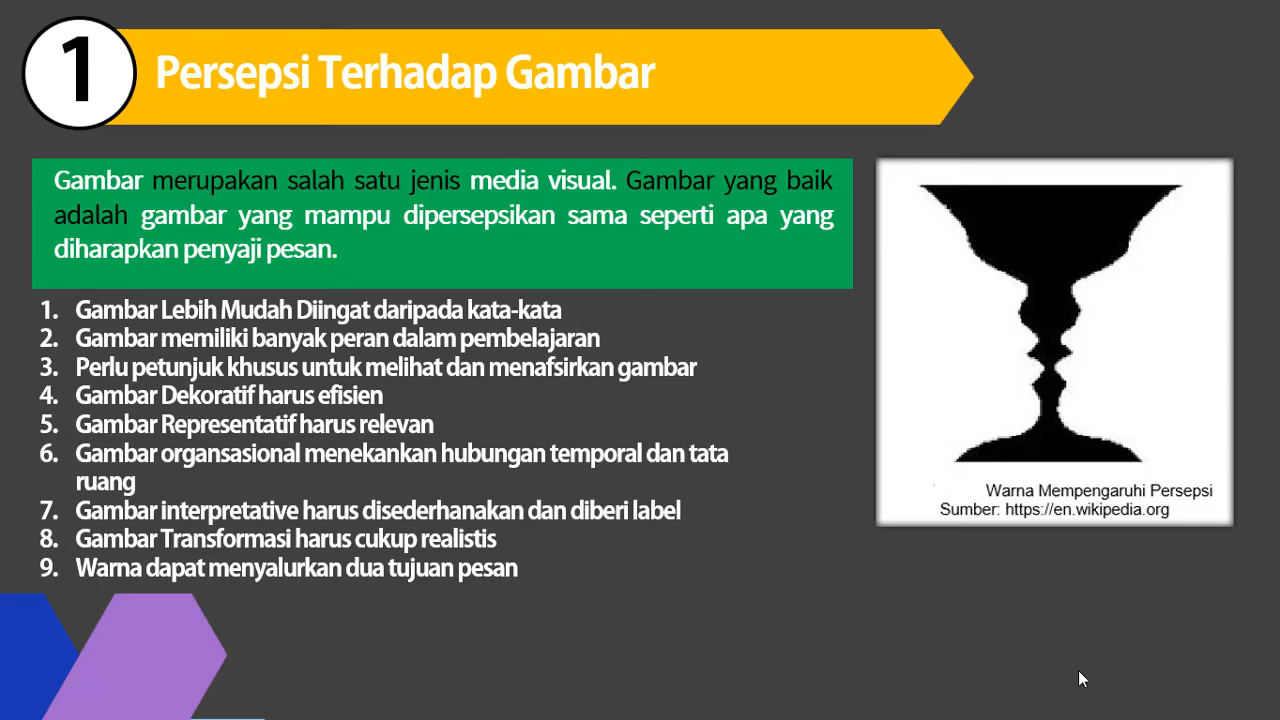 1
Persepsi Terhadap Gambar
Gambar merupakan salah satu jenis media visual. Gambar yang baik
adalah gambar yang mampu dipersepsikan sama seperti apa yang
diharapkan penyaji pesan.
1. Gambar Lebih Mudah Diingat daripada kata-kata
2. Gambar memiliki banyak peran dalam pembelajaran
3. Perlu petunjuk khusus untuk melihat dan menafsirkan gambar
4. Gambar Dekoratif harus efisien
5. Gambar Representatif harus relevan
6. Gambar organsasional menekankan hubungan temporal dan tata
ruang
7. Gambar interpretative harus disederhanakan dan diberi label
8. Gambar Transformasi harus cukup realistis
9. Warna dapat menyalurkan dua tujuan pesan
Warna Mempengaruhi Persepsi
Sumber: https://en.wikipedia.org